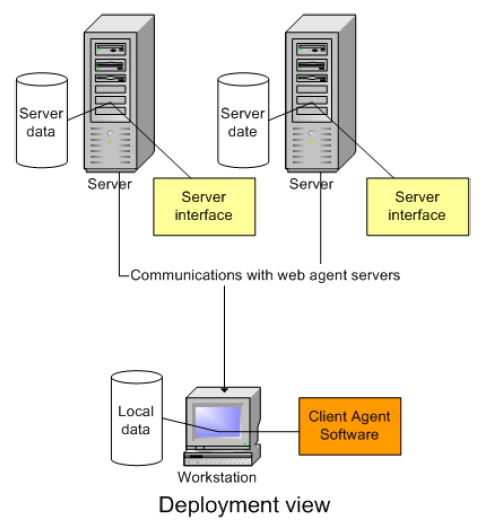 Server
data
Server
Server
interface
Server
date
Server
Server
interface
Communications with web agent servers
Local
data
Workstation
Client Agent
Software
Deployment view